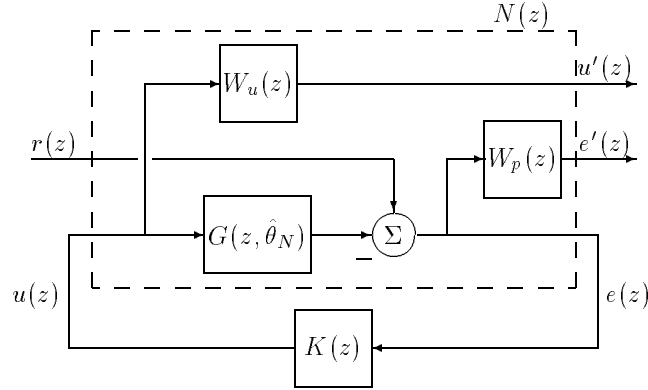 N(z)
W_u(z)
u′(z)
r(z)
W_p(z)
e′(z)
G(z, θ̂_N)
Σ
−
u(z)
e(z)
K(z)